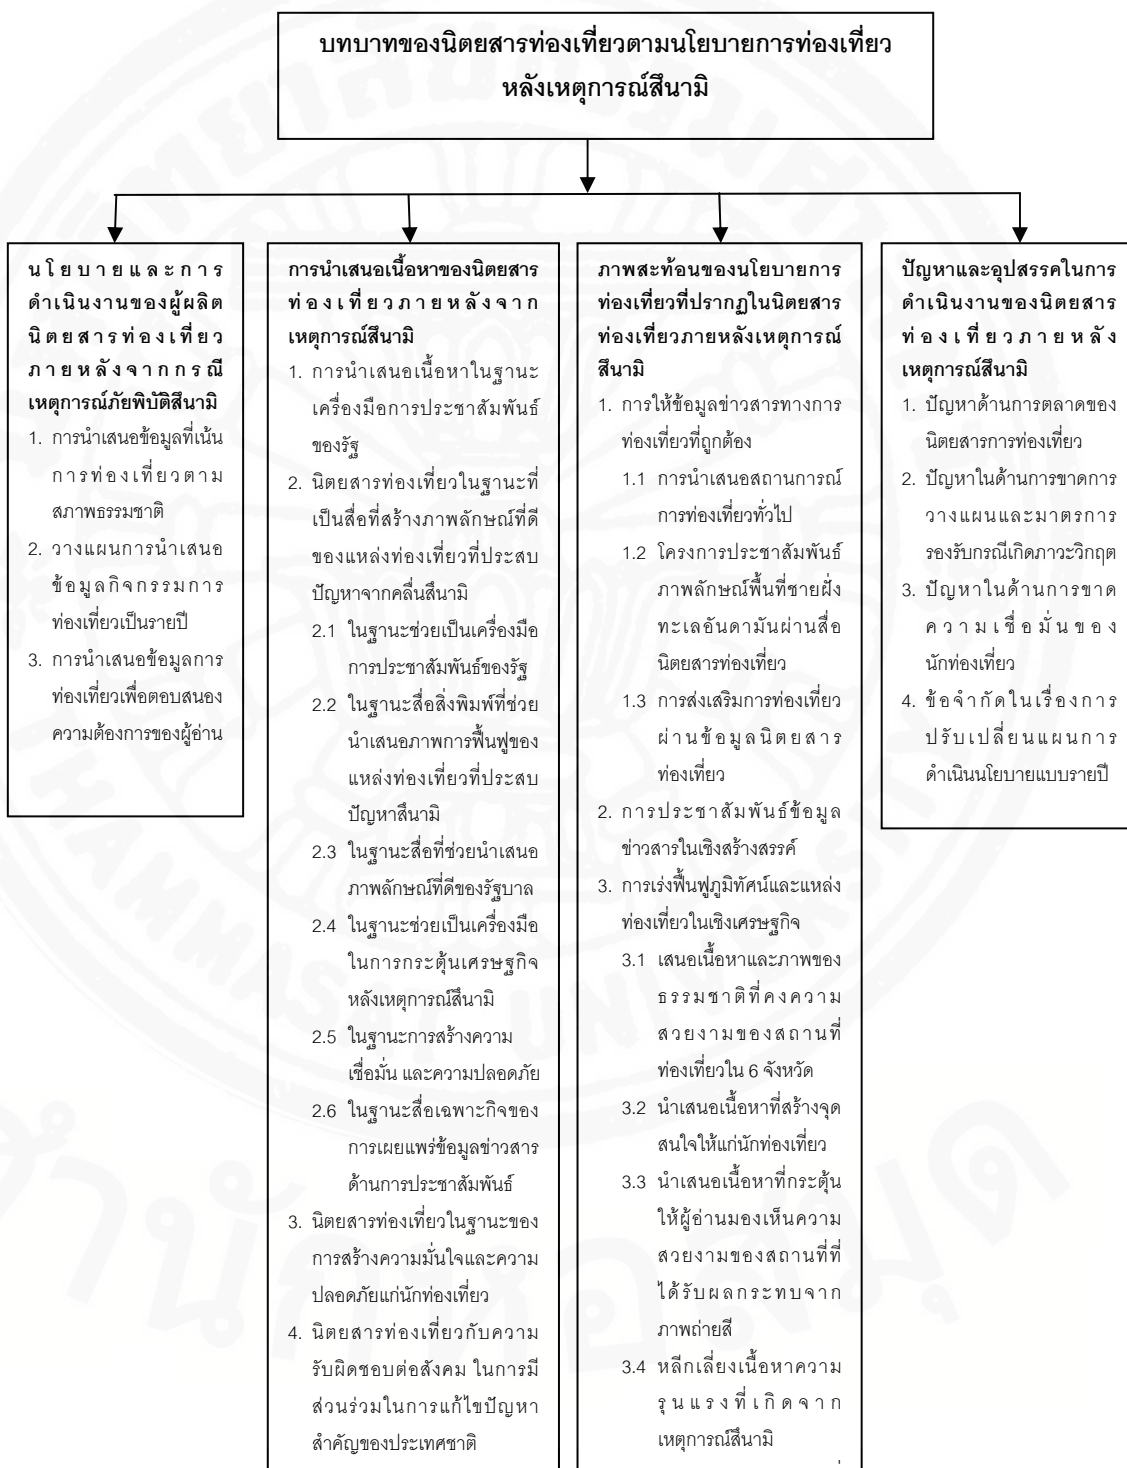 บทบาทของนิตยสารท่องเที่ยวตามนโยบายการท่องเที่ยว
หลังเหตุการณ์สึนามิ
นโยบายและการ
ดำเนินงานของผู้ผลิต
นิตยสารท่องเที่ยว
ภายหลังจากกรณี
เหตุการณ์ภัยพิบัติสึนามิ
1. การนำเสนอข้อมูลที่เน้น
การท่องเที่ยวตาม
สภาพธรรมชาติ
2. วางแผนการนำเสนอ
ข้อมูลกิจกรรมการ
ท่องเที่ยวเป็นรายปี
3. การนำเสนอข้อมูลการ
ท่องเที่ยวเพื่อตอบสนอง
ความต้องการของผู้อ่าน
การนำเสนอเนื้อหาของนิตยสาร
ท่องเที่ยวภายหลังจาก
เหตุการณ์สึนามิ
1. การนำเสนอเนื้อหาในฐานะ
เครื่องมือการประชาสัมพันธ์
ของรัฐ
2. นิตยสารท่องเที่ยวในฐานะที่
เป็นสื่อที่สร้างภาพลักษณ์ที่ดี
ของแหล่งท่องเที่ยวที่ประสบ
ปัญหาจากคลื่นสึนามิ
2.1 ในฐานะช่วยเป็นเครื่องมือ
การประชาสัมพันธ์ของรัฐ
2.2 ในฐานะสื่อสิ่งพิมพ์ที่ช่วย
นำเสนอภาพการฟื้นฟูของ
แหล่งท่องเที่ยวที่ประสบ
ปัญหาสึนามิ
2.3 ในฐานะสื่อที่ช่วยนำเสนอ
ภาพลักษณ์ที่ดีของรัฐบาล
2.4 ในฐานะช่วยเป็นเครื่องมือ
ในการกระตุ้นเศรษฐกิจ
หลังเหตุการณ์สึนามิ
2.5 ในฐานะการสร้างความ
เชื่อมั่น และความปลอดภัย
2.6 ในฐานะสื่อเฉพาะกิจของ
การเผยแพร่ข้อมูลข่าวสาร
ด้านการประชาสัมพันธ์
3. นิตยสารท่องเที่ยวในฐานะของ
การสร้างความมั่นใจและความ
ปลอดภัยแก่นักท่องเที่ยว
4. นิตยสารท่องเที่ยวกับความ
รับผิดชอบต่อสังคม ในการมี
ส่วนร่วมในการแก้ไขปัญหา
สำคัญของประเทศชาติ
ภาพสะท้อนของนโยบายการ
ท่องเที่ยวที่ปรากฏในนิตยสาร
ท่องเที่ยวภายหลังเหตุการณ์
สึนามิ
1. การให้ข้อมูลข่าวสารทางการ
ท่องเที่ยวที่ถูกต้อง
1.1 การนำเสนอสถานการณ์
การท่องเที่ยวทั่วไป
1.2 โครงการประชาสัมพันธ์
ภาพลักษณ์พื้นที่ชายฝั่ง
ทะเลอันดามันผ่านสื่อ
นิตยสารท่องเที่ยว
1.3 การส่งเสริมการท่องเที่ยว
ผ่านข้อมูลนิตยสาร
ท่องเที่ยว
2. การประชาสัมพันธ์ข้อมูล
ข่าวสารในเชิงสร้างสรรค์
3. การเร่งฟื้นฟูภูมิทัศน์และแหล่ง
ท่องเที่ยวในเชิงเศรษฐกิจ
3.1 เสนอเนื้อหาและภาพของ
ธรรมชาติที่คงความ
สวยงามของสถานที่
ท่องเที่ยวใน 6 จังหวัด
3.2 นำเสนอเนื้อหาที่สร้างจุด
สนใจให้แก่นักท่องเที่ยว
3.3 นำเสนอเนื้อหาที่กระตุ้น
ให้ผู้อ่านมองเห็นความ
สวยงามของสถานที่ที่
ได้รับผลกระทบจาก
ภาพถ่ายสี
3.4 หลีกเลี่ยงเนื้อหาความ
รุนแรงที่เกิดจาก
เหตุการณ์สึนามิ
ปัญหาและอุปสรรคในการ
ดำเนินงานของนิตยสาร
ท่องเที่ยวภายหลัง
เหตุการณ์สึนามิ
1. ปัญหาด้านการตลาดของ
นิตยสารการท่องเที่ยว
2. ปัญหาในด้านการขาดการ
วางแผนและมาตรการ
รองรับกรณีเกิดภาวะวิกฤต
3. ปัญหาในด้านการขาด
ความเชื่อมั่นของ
นักท่องเที่ยว
4. ข้อจำกัดในเรื่องการ
ปรับเปลี่ยนแผนการ
ดำเนินนโยบายแบบรายปี
สำนักหอสมุด